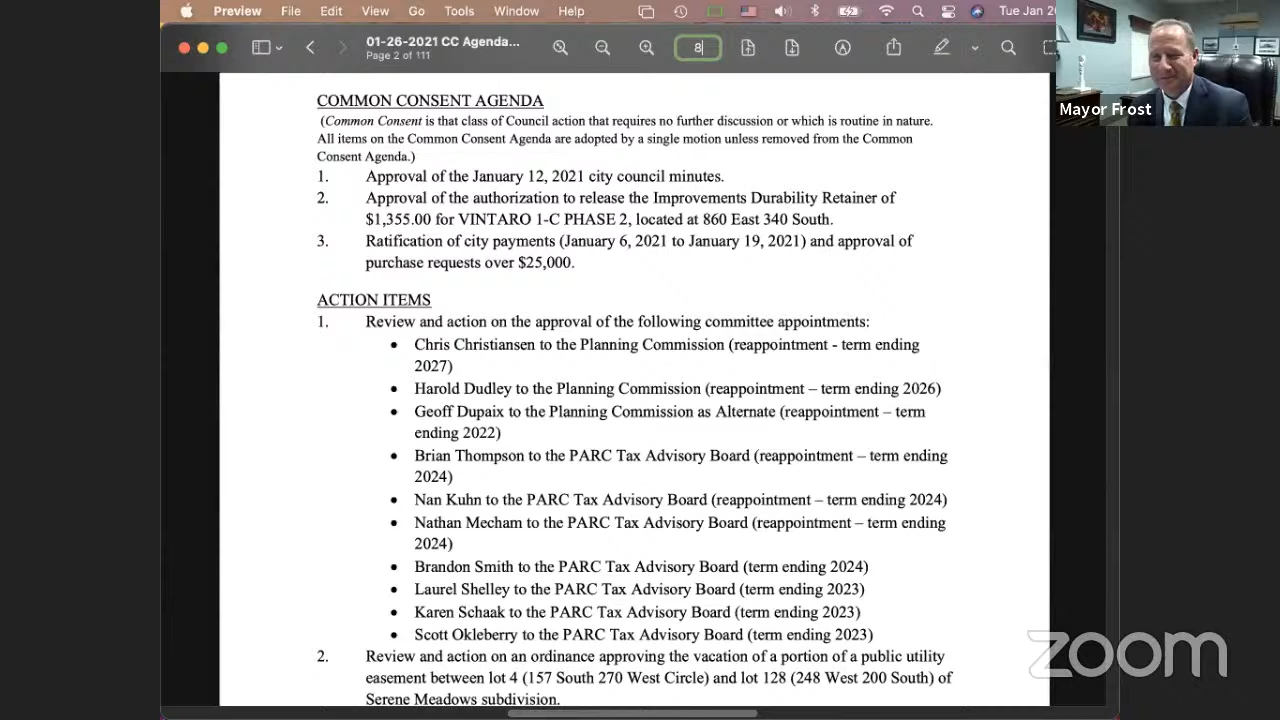 Preview File Edit View Go Tools Window Help Tue Jan 2
01-26-2021 CC Agenda...
Page 2 of 111
8
Mayor Frost
COMMON CONSENT AGENDA
(Common Consent is that class of Council action that requires no further discussion or which is routine in nature.
All items on the Common Consent Agenda are adopted by a single motion unless removed from the Common
Consent Agenda.)
1. Approval of the January 12, 2021 city council minutes.
2. Approval of the authorization to release the Improvements Durability Retainer of
$1,355.00 for VINTARO 1-C PHASE 2, located at 860 East 340 South.
3. Ratification of city payments (January 6, 2021 to January 19, 2021) and approval of
purchase requests over $25,000.
ACTION ITEMS
1. Review and action on the approval of the following committee appointments:
• Chris Christiansen to the Planning Commission (reappointment - term ending
2027)
• Harold Dudley to the Planning Commission (reappointment – term ending 2026)
• Geoff Dupaix to the Planning Commission as Alternate (reappointment – term
ending 2022)
• Brian Thompson to the PARC Tax Advisory Board (reappointment – term ending
2024)
• Nan Kuhn to the PARC Tax Advisory Board (reappointment – term ending 2024)
• Nathan Mecham to the PARC Tax Advisory Board (reappointment – term ending
2024)
• Brandon Smith to the PARC Tax Advisory Board (term ending 2024)
• Laurel Shelley to the PARC Tax Advisory Board (term ending 2023)
• Karen Schaak to the PARC Tax Advisory Board (term ending 2023)
• Scott Okleberry to the PARC Tax Advisory Board (term ending 2023)
2. Review and action on an ordinance approving the vacation of a portion of a public utility
easement between lot 4 (157 South 270 West Circle) and lot 128 (248 West 200 South) of
Serene Meadows subdivision.
zoom